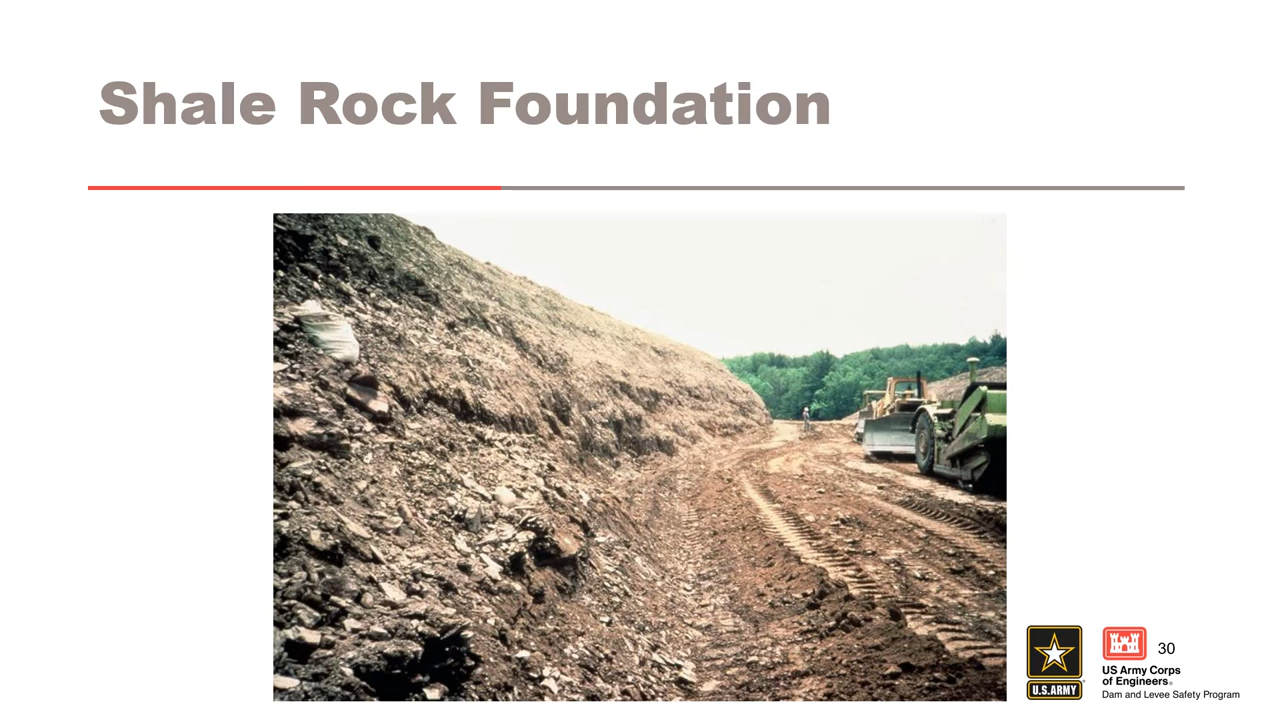 Shale Rock Foundation
30
U.S.ARMY
US Army Corps
of Engineers®
Dam and Levee Safety Program